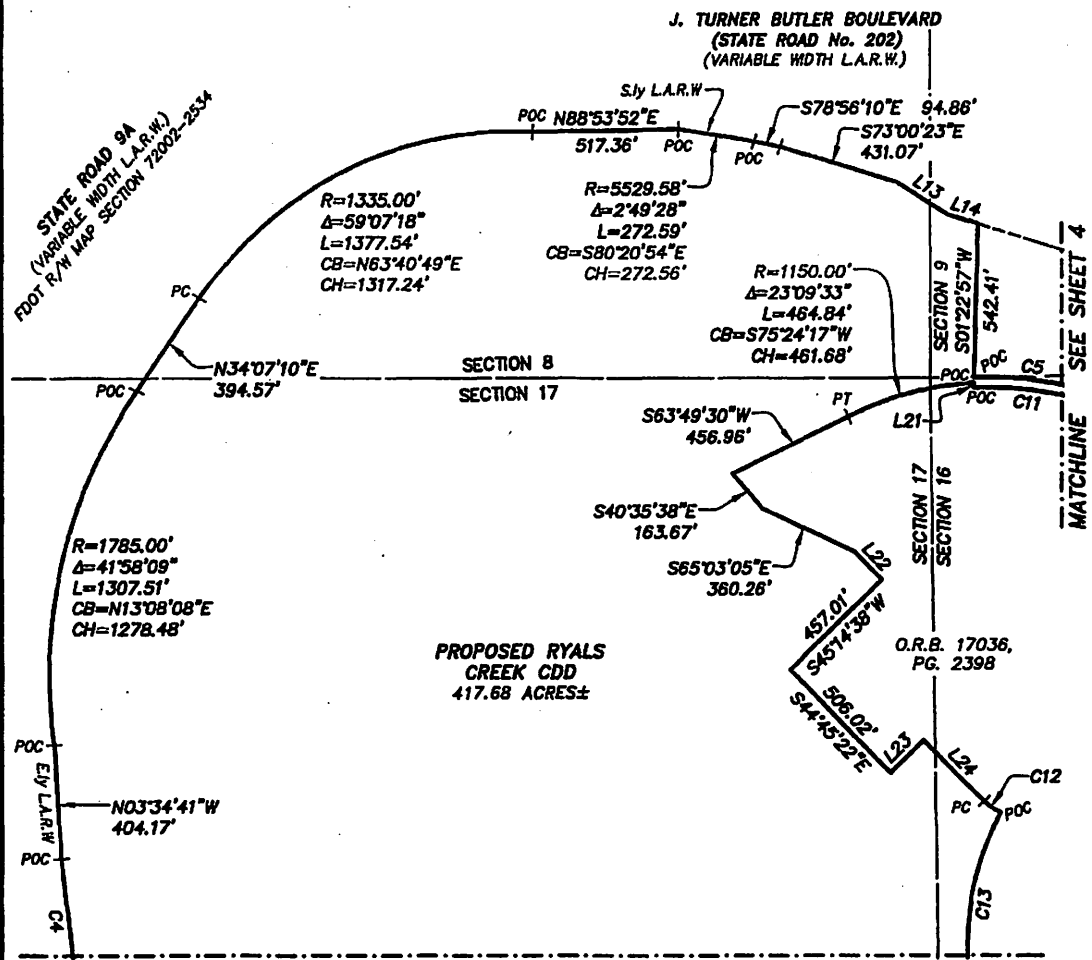 J. TURNER BUTLER BOULEVARD
(STATE ROAD No. 202)
(VARIABLE WIDTH L.A.R.W.)
STATE ROAD 9A
(VARIABLE WIDTH L.A.R.W.)
FDOT R/W MAP SECTION 72002-2534
S.ly L.A.R.W
POC
N88°53'52"E
517.36'
POC
POC
S78°56'10"E 94.86'
S73°00'23"E
431.07'
L13
L14
R=1335.00'
Δ=59°07'18"
L=1377.54'
CB=N63°40'49"E
CH=1317.24'
R=5529.58'
Δ=2°49'28"
L=272.59'
CB=S80°20'54"E
CH=272.56'
R=1150.00'
Δ=23°09'33"
L=464.84'
CB=S75°24'17"W
CH=461.68'
SECTION 9
S01°22'57"W
542.41'
MATCHLINE SEE SHEET 4
PC
N34°07'10"E
394.57'
POC
SECTION 8
SECTION 17
POC
POC
C5
POC
C11
L21
PT
S63°49'30"W
456.96'
S40°35'38"E
163.67'
S65°03'05"E
360.26'
L22
SECTION 17
SECTION 16
R=1785.00'
Δ=41°58'09"
L=1307.51'
CB=N13°08'08"E
CH=1278.48'
457.01'
S45°14'38"W
O.R.B. 17036,
PG. 2398
PROPOSED RYALS
CREEK CDD
417.68 ACRES±
506.02'
S44°45'22"E
L23
L24
C12
PC
POC
POC
E.ly L.A.R.W
N03°34'41"W
404.17'
POC
C4
C13